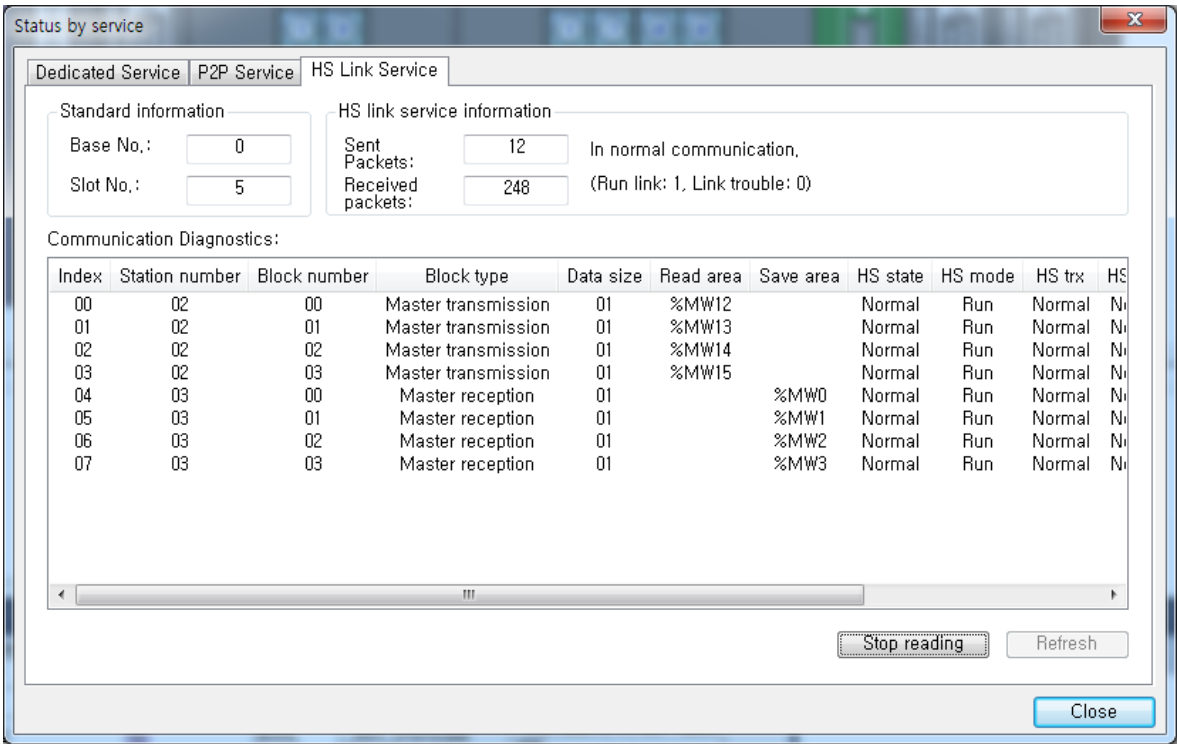 Status by service
Dedicated Service P2P Service HS Link Service
Standard information
Base No.: 0
Slot No.: 5
HS link service information
Sent Packets: 12
Received packets: 248
In normal communication.
(Run link: 1, Link trouble: 0)
Communication Diagnostics:
Index Station number Block number Block type Data size Read area Save area HS state HS mode HS trx HS
00 02 00 Master transmission 01 %MW12 Normal Run Normal
01 02 01 Master transmission 01 %MW13 Normal Run Normal
02 02 02 Master transmission 01 %MW14 Normal Run Normal
03 02 03 Master transmission 01 %MW15 Normal Run Normal
04 03 00 Master reception 01 %MW0 Normal Run Normal
05 03 01 Master reception 01 %MW1 Normal Run Normal
06 03 02 Master reception 01 %MW2 Normal Run Normal
07 03 03 Master reception 01 %MW3 Normal Run Normal
Stop reading Refresh
Close